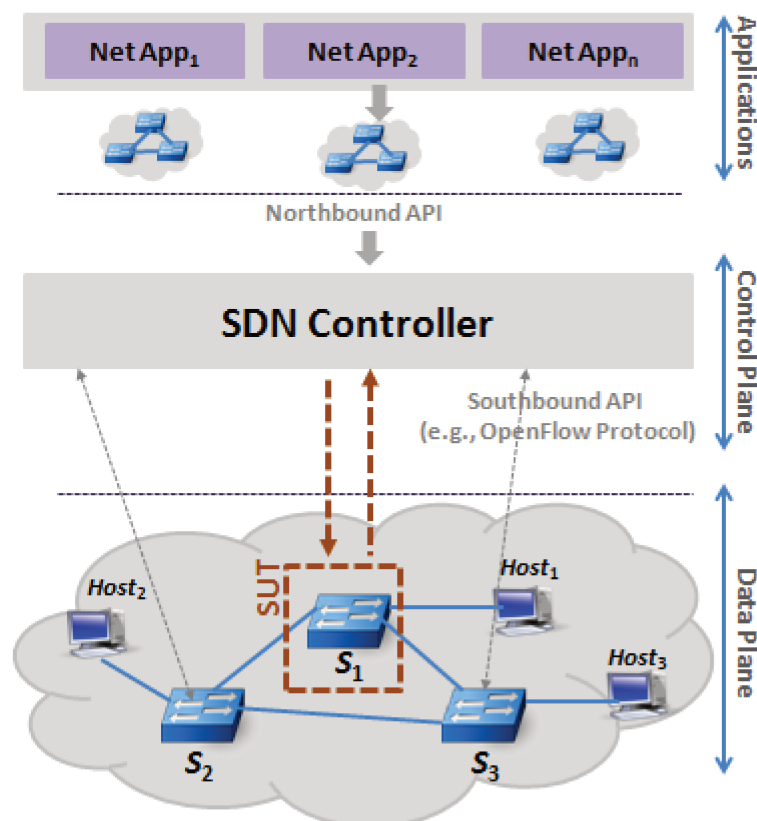 Net App₁
Net App₂
Net Appₙ
Applications
Northbound API
SDN Controller
Control Plane
Southbound API
(e.g., OpenFlow Protocol)
SUT
Host₂
Host₁
Host₃
S₁
S₂
S₃
Data Plane